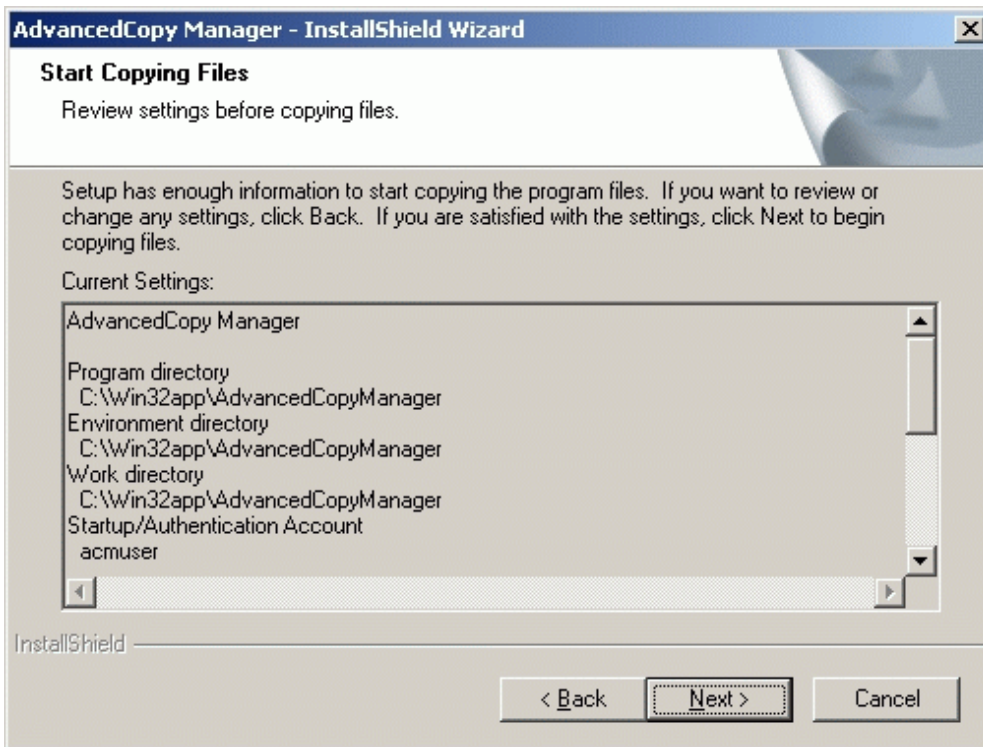 AdvancedCopy Manager - InstallShield Wizard
Start Copying Files
Review settings before copying files.
Setup has enough information to start copying the program files.  If you want to review or
change any settings, click Back.  If you are satisfied with the settings, click Next to begin
copying files.
Current Settings:
AdvancedCopy Manager
Program directory
C:\Win32app\AdvancedCopyManager
Environment directory
C:\Win32app\AdvancedCopyManager
Work directory
C:\Win32app\AdvancedCopyManager
Startup/Authentication Account
acmuser
InstallShield
< Back
Next >
Cancel